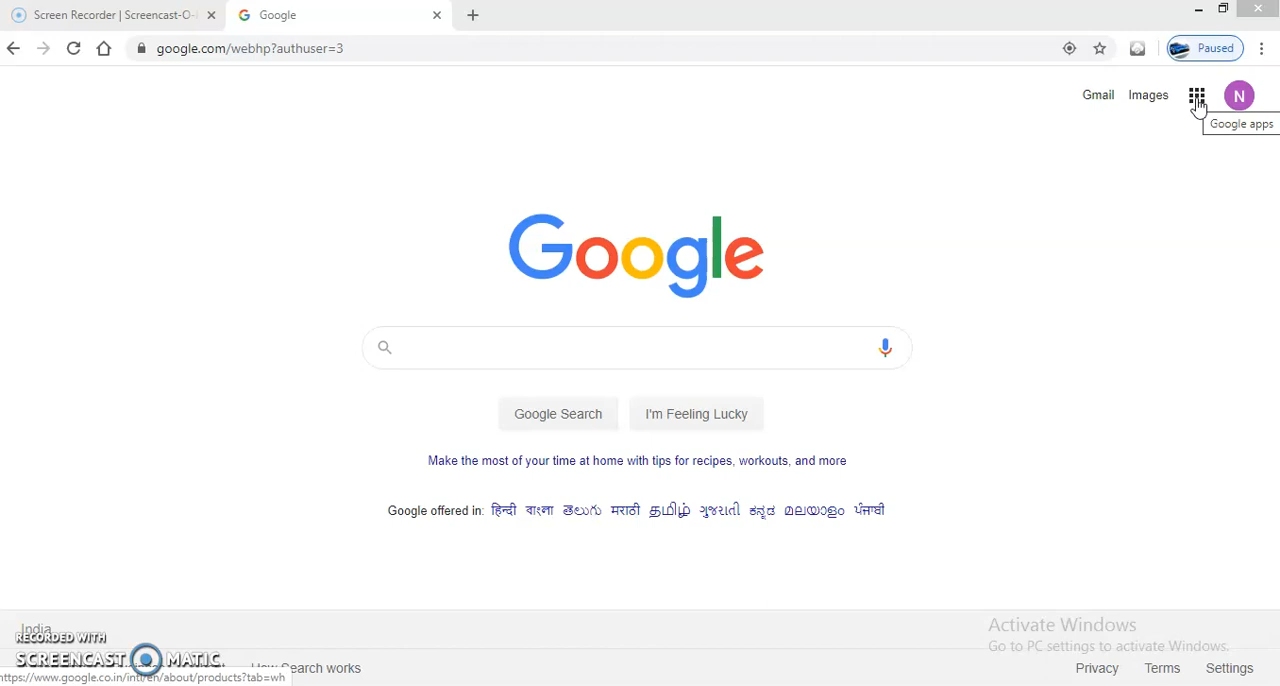 Screen Recorder | Screencast-O-
Google
google.com/webhp?authuser=3
Paused
Gmail
Images
N
Google apps
Google
Google Search
I'm Feeling Lucky
Make the most of your time at home with tips for recipes, workouts, and more
Google offered in: हिन्दी বাংলা తెలుగు मराठी தமிழ் ગુજરાતી ಕನ್ನಡ മലയാളം ਪੰਜਾਬੀ
India
Activate Windows
Go to PC settings to activate Windows.
RECORDED WITH
SCREENCAST MATIC
How Search works
Privacy
Terms
Settings
https://www.google.co.in/intl/en/about/products?tab=wh